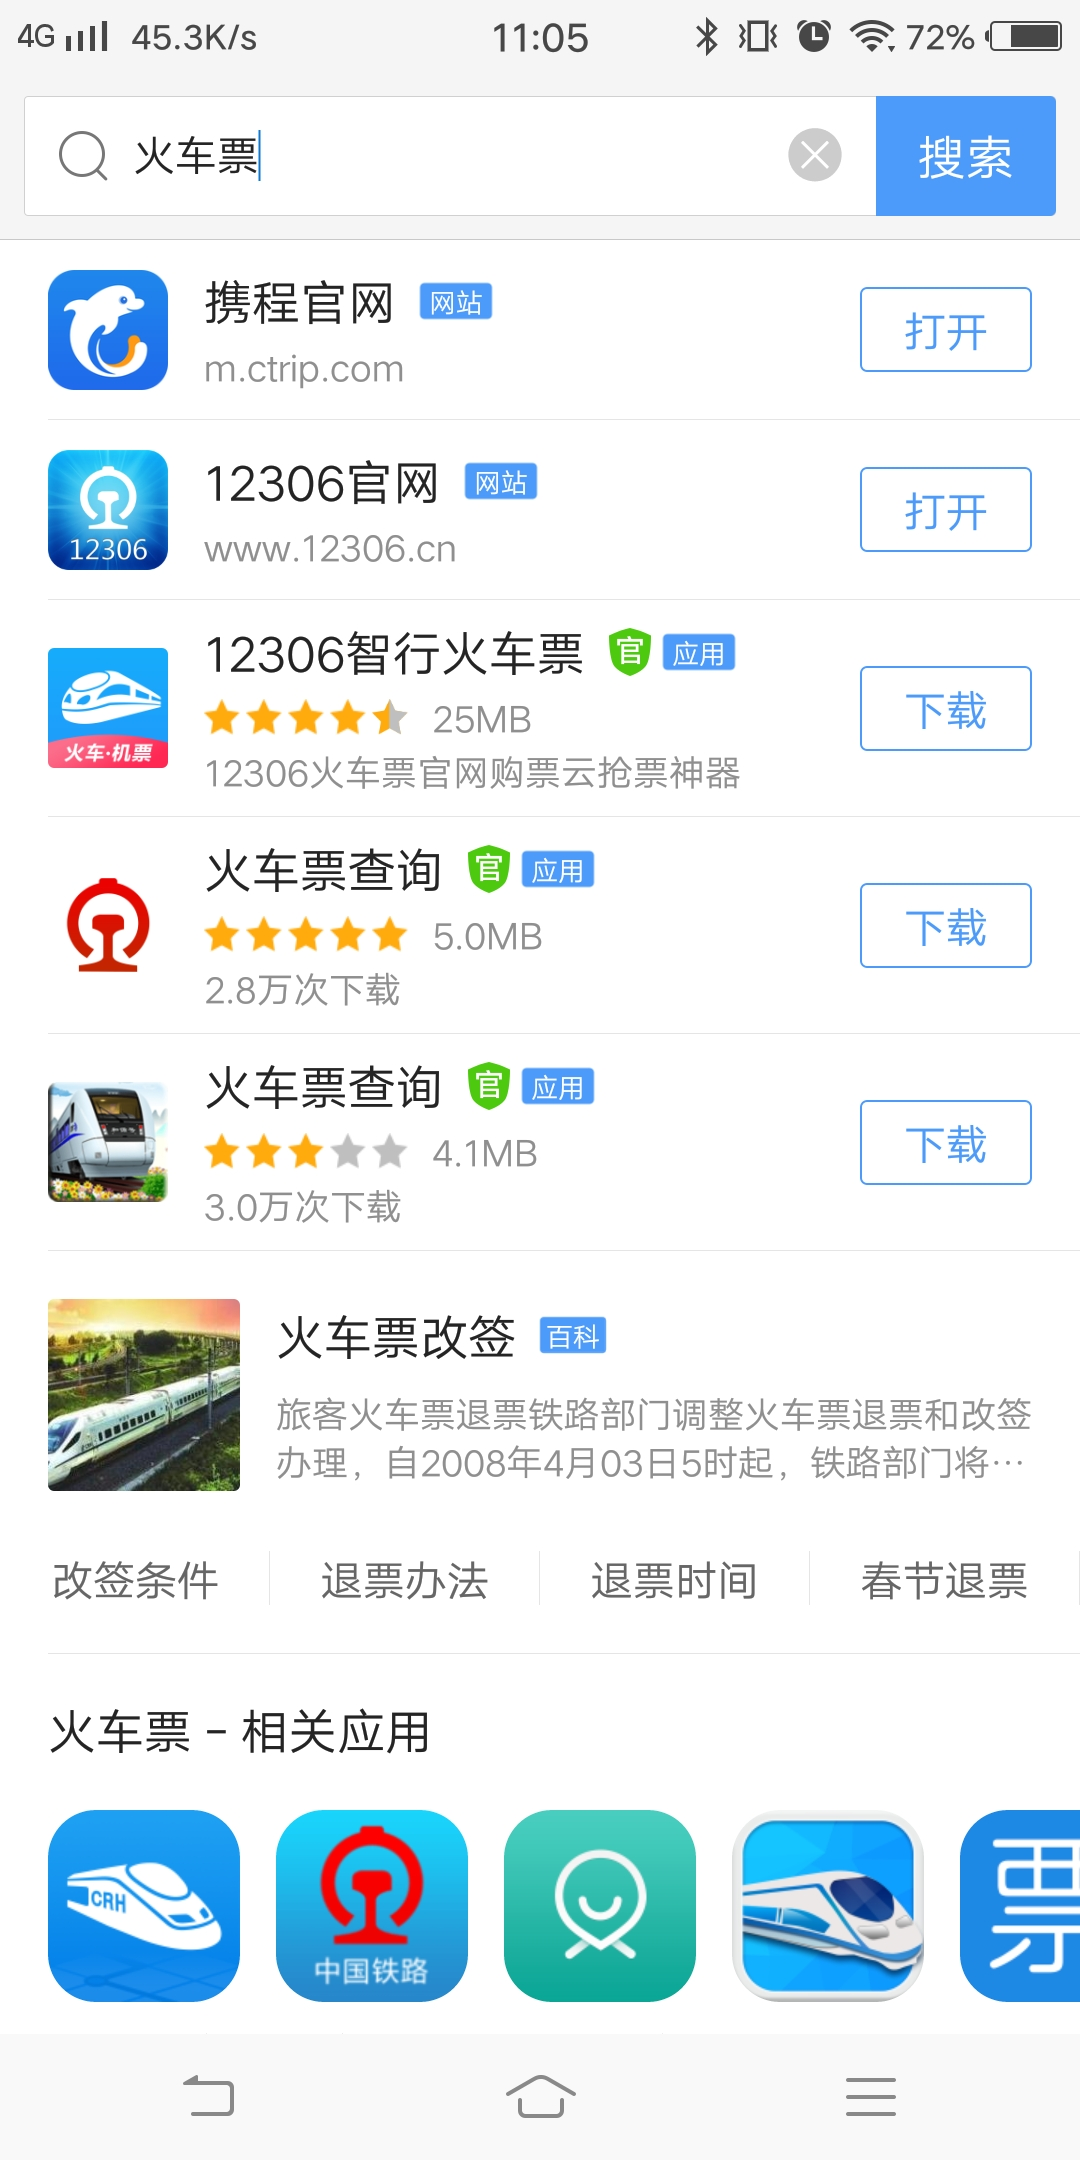 4G 45.3K/s 11:05 72%
火车票 搜索
携程官网 网站
m.ctrip.com
打开
12306
12306官网 网站
www.12306.cn
打开
火车·机票
12306智行火车票 官 应用
25MB
12306火车票官网购票云抢票神器
下载
火车票查询 官 应用
5.0MB
2.8万次下载
下载
火车票查询 官 应用
4.1MB
3.0万次下载
下载
火车票改签 百科
旅客火车票退票铁路部门调整火车票退票和改签
办理，自2008年4月03日5时起，铁路部门将…
改签条件 退票办法 退票时间 春节退票
火车票 - 相关应用
CRH
中国铁路
票